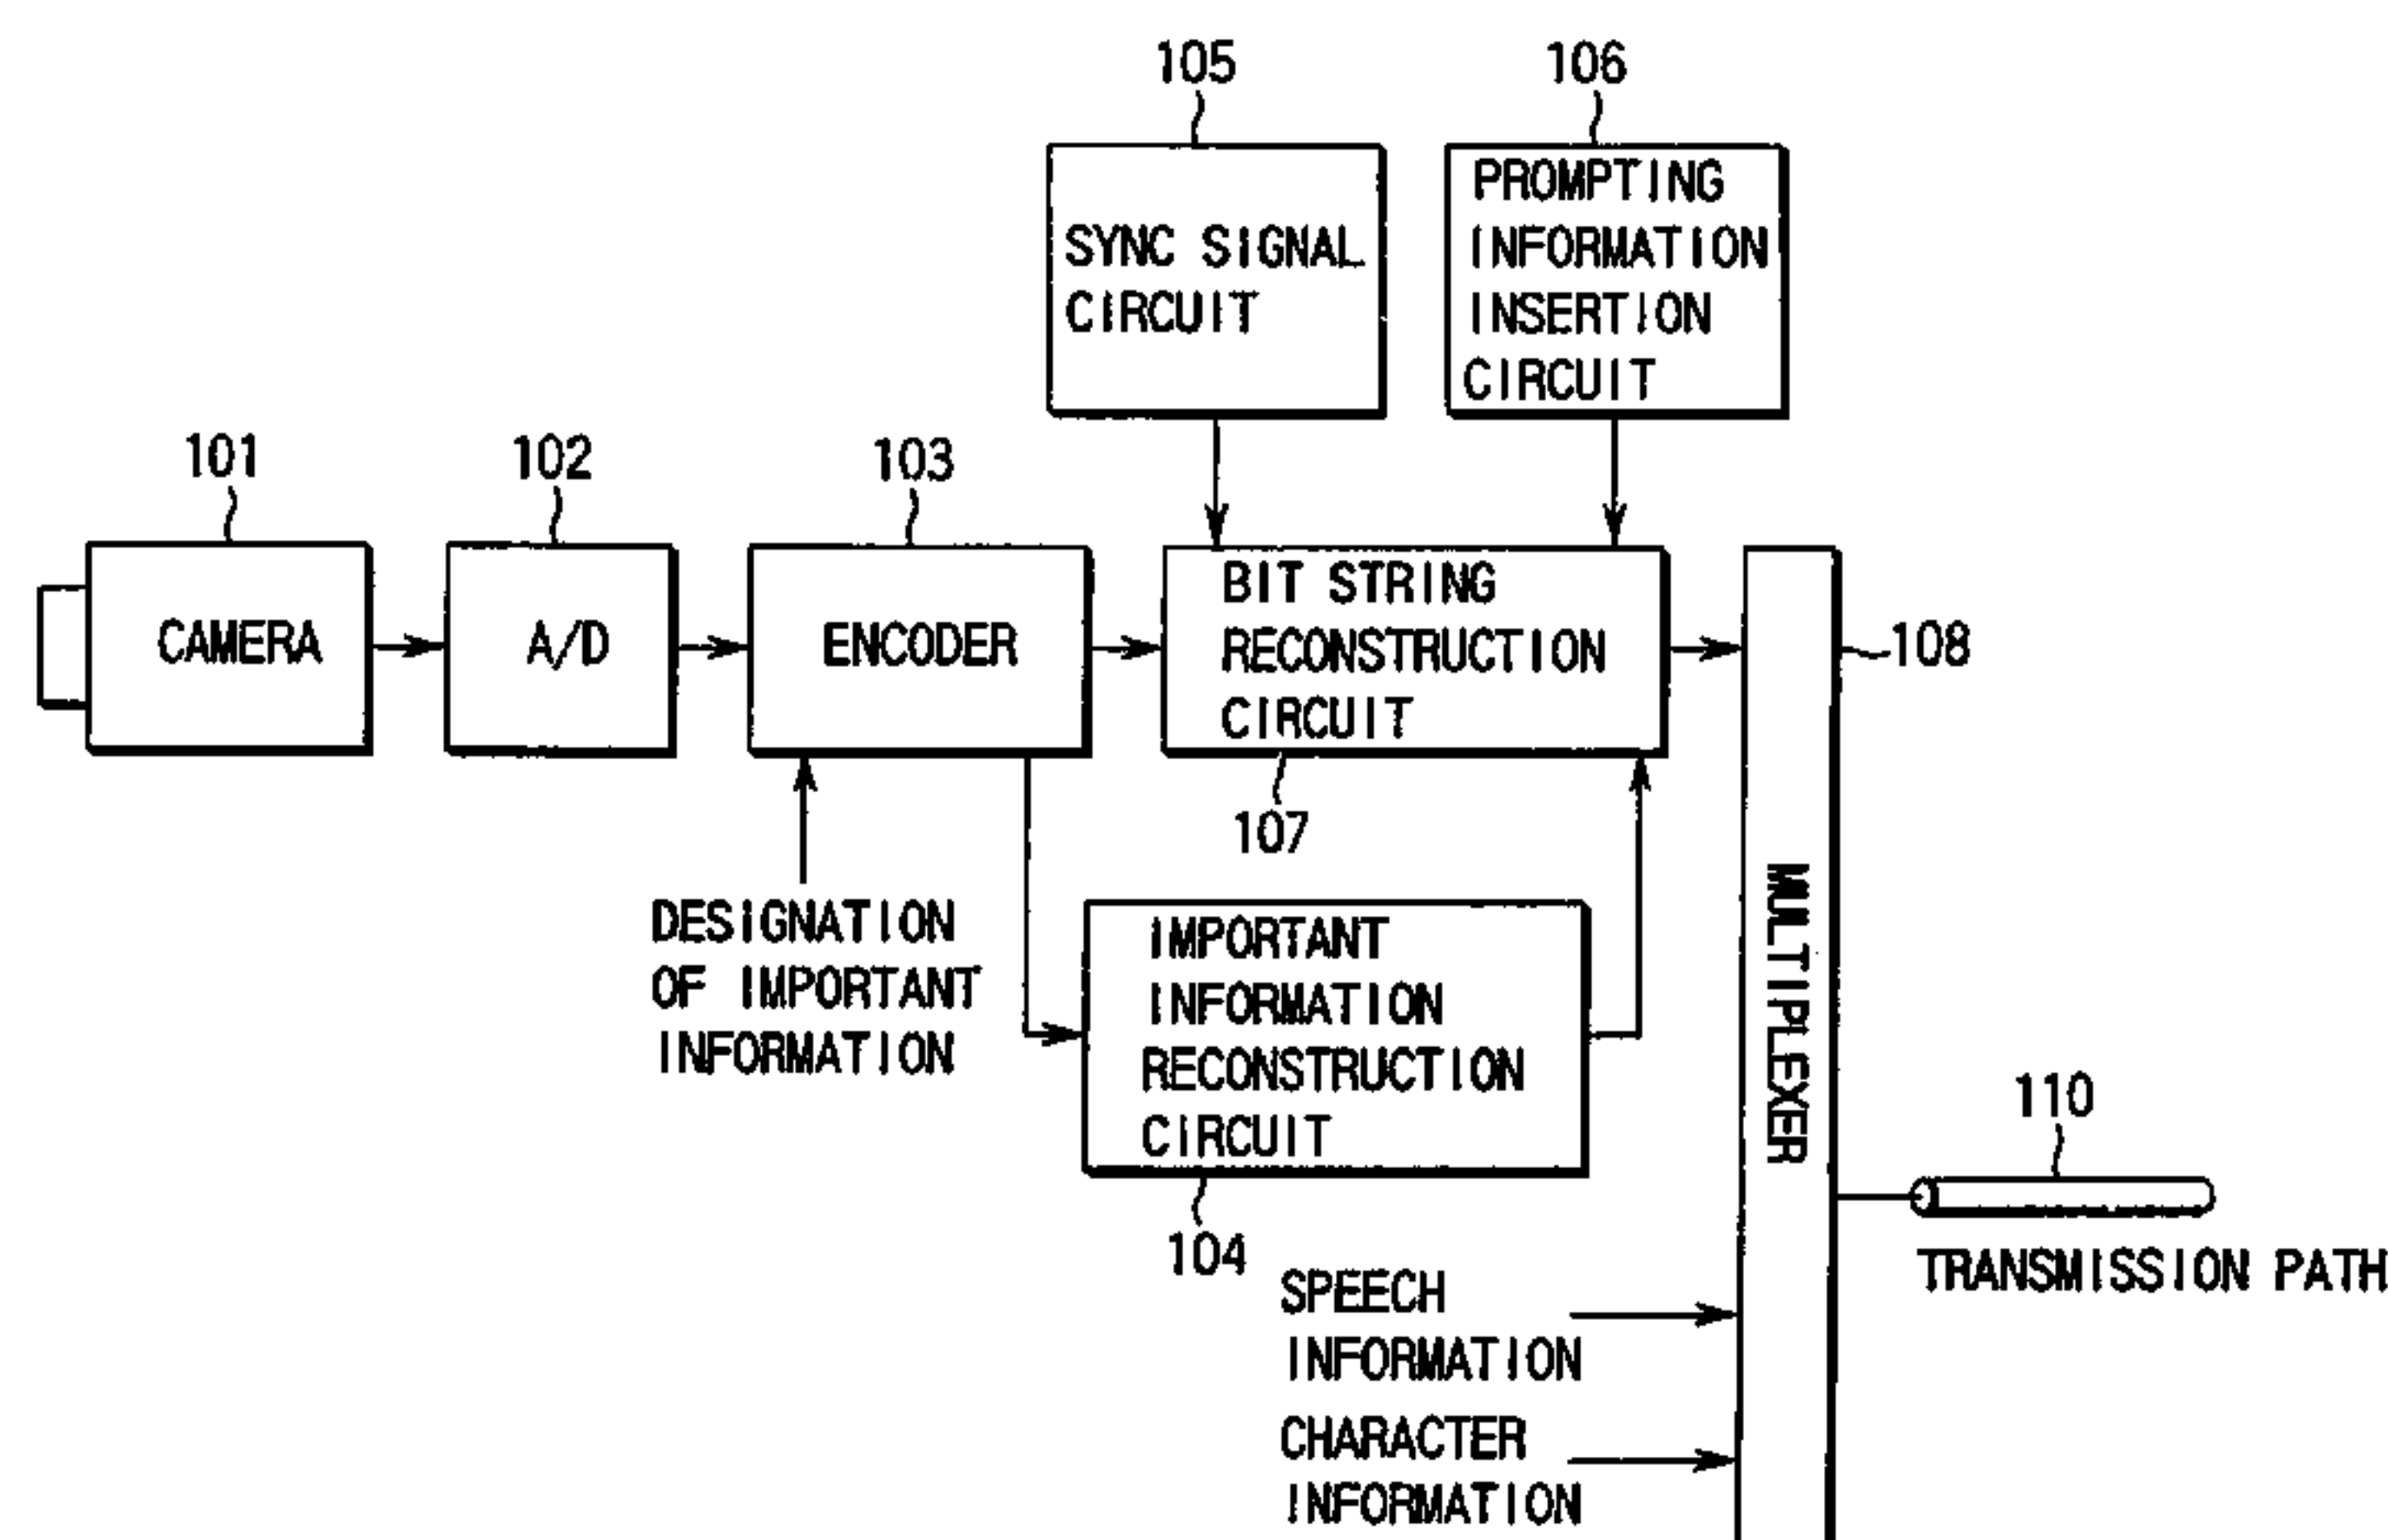 105
106
SYNC SIGNAL
CIRCUIT
PROMPTING
INFORMATION
INSERTION
CIRCUIT
101
102
103
CAMERA
A/D
ENCODER
BIT STRING
RECONSTRUCTION
CIRCUIT
108
107
DESIGNATION
OF IMPORTANT
INFORMATION
IMPORTANT
INFORMATION
RECONSTRUCTION
CIRCUIT
104
MULTIPLEXER
110
TRANSMISSION PATH
SPEECH
INFORMATION
CHARACTER
INFORMATION